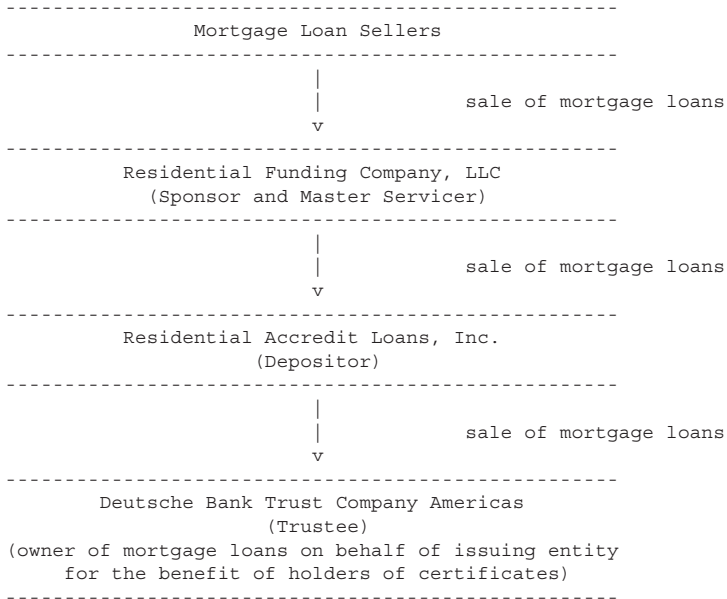 Mortgage Loan Sellers
sale of mortgage loans
v
Residential Funding Company, LLC
(Sponsor and Master Servicer)
sale of mortgage loans
v
Residential Accredit Loans, Inc.
(Depositor)
sale of mortgage loans
v
Deutsche Bank Trust Company Americas
(Trustee)
(owner of mortgage loans on behalf of issuing entity
for the benefit of holders of certificates)